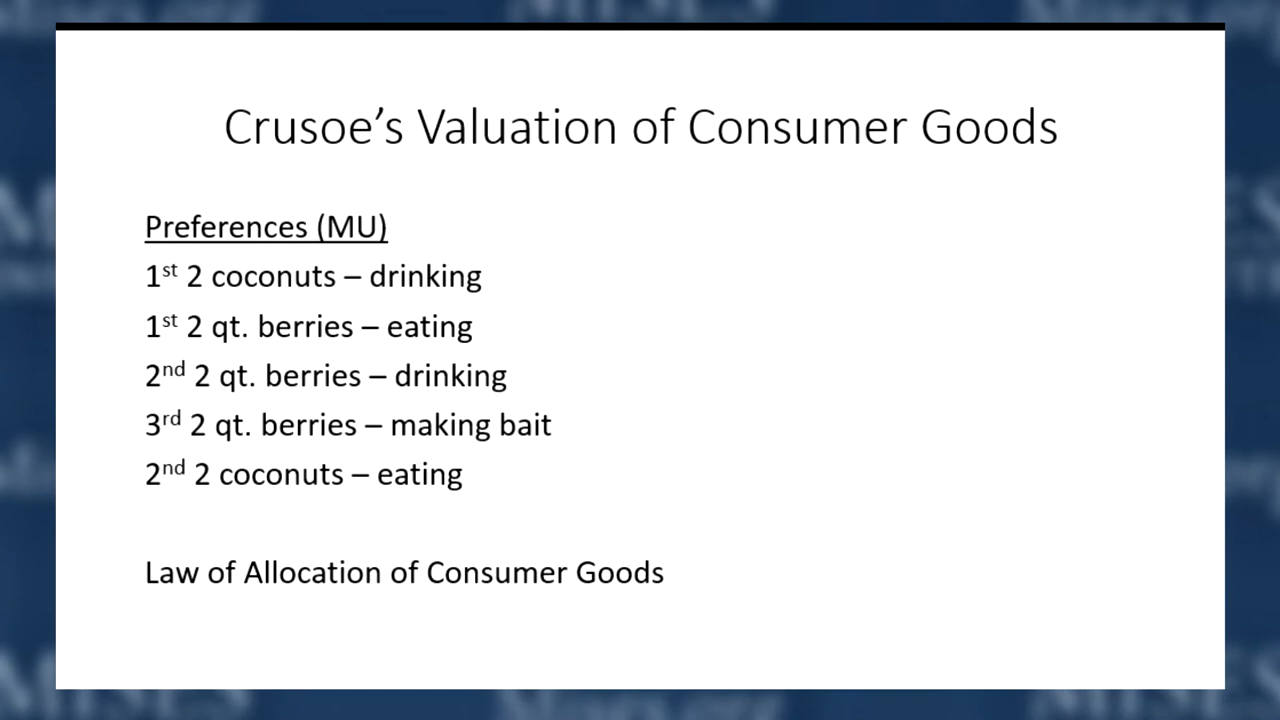 Crusoe’s Valuation of Consumer Goods
Preferences (MU)
1st 2 coconuts – drinking
1st 2 qt. berries – eating
2nd 2 qt. berries – drinking
3rd 2 qt. berries – making bait
2nd 2 coconuts – eating
Law of Allocation of Consumer Goods